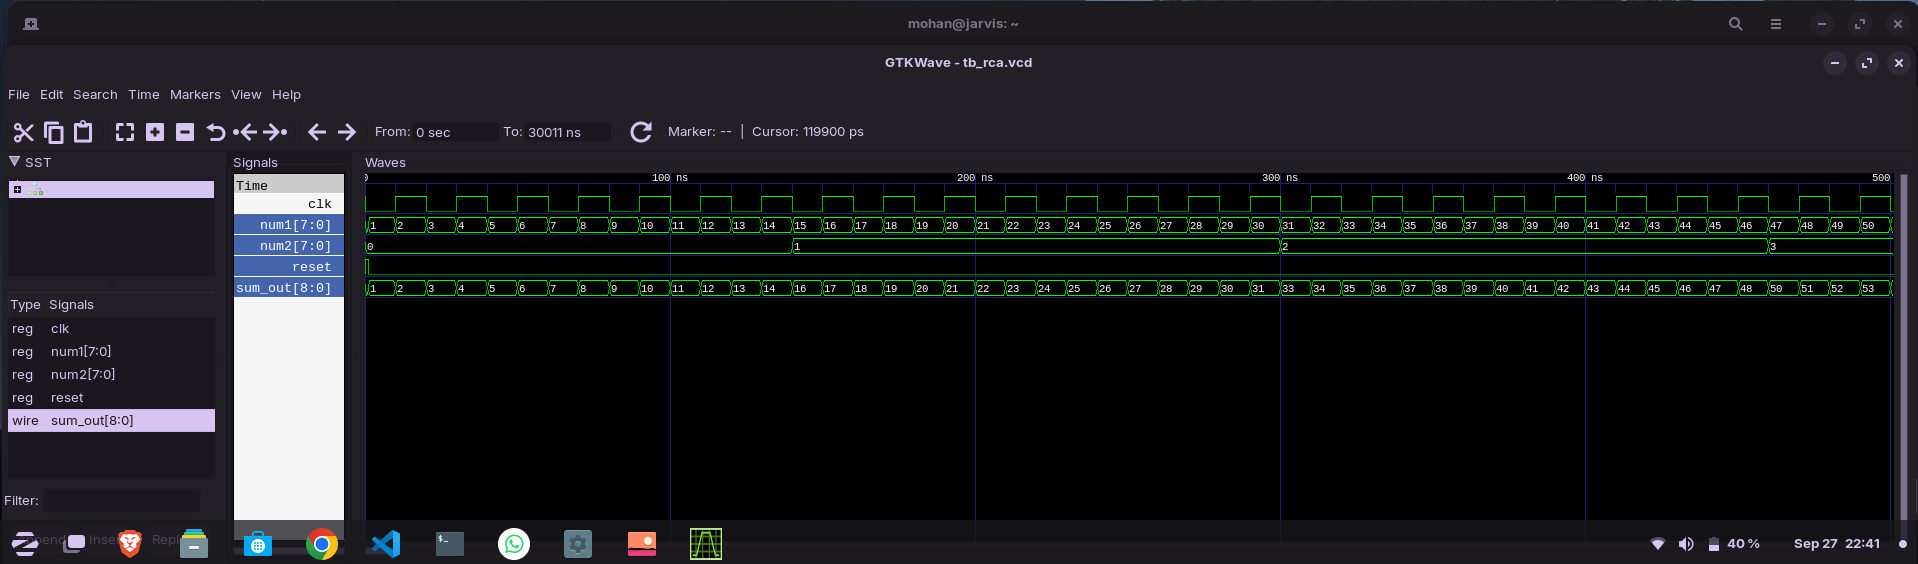 mohan@jarvis: ~
GTKWave - tb_rca.vcd
File Edit Search Time Markers View Help
From: 0 sec To: 30011 ns Marker: -- | Cursor: 119900 ps
SST
Signals
Waves
Time
0 100 ns 200 ns 300 ns 400 ns 500
clk
num1[7:0] 1 2 3 4 5 6 7 8 9 10 11 12 13 14 15 16 17 18 19 20 21 22 23 24 25 26 27 28 29 30 31 32 33 34 35 36 37 38 39 40 41 42 43 44 45 46 47 48 49 50
num2[7:0] 0 1 2 3
reset
sum_out[8:0] 1 2 3 4 5 6 7 8 9 10 11 12 13 14 16 17 18 19 20 21 22 23 24 25 26 27 28 29 30 31 33 34 35 36 37 38 39 40 41 42 43 44 45 46 47 48 50 51 52 53
Type Signals
reg clk
reg num1[7:0]
reg num2[7:0]
reg reset
wire sum_out[8:0]
Filter:
40 % Sep 27 22:41